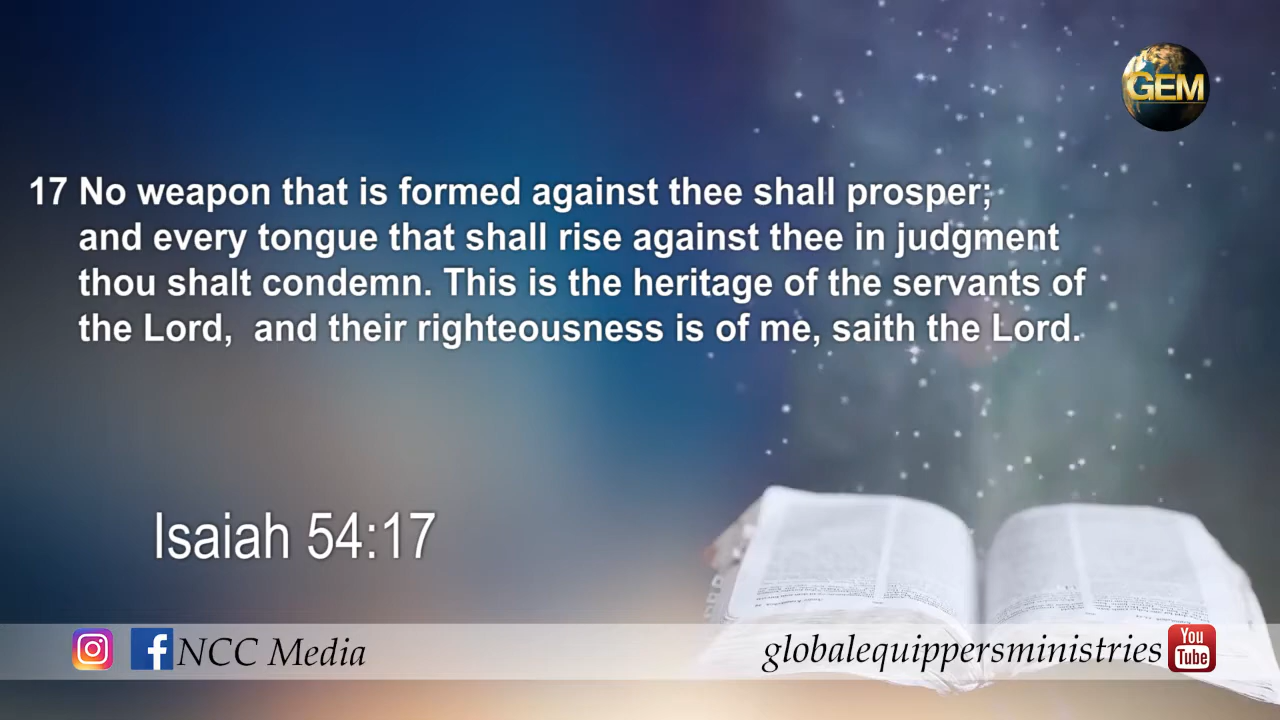 GEM
17 No weapon that is formed against thee shall prosper;
and every tongue that shall rise against thee in judgment
thou shalt condemn. This is the heritage of the servants of
the Lord,  and their righteousness is of me, saith the Lord.
Isaiah 54:17
NCC Media
globalequippersministries
You
Tube